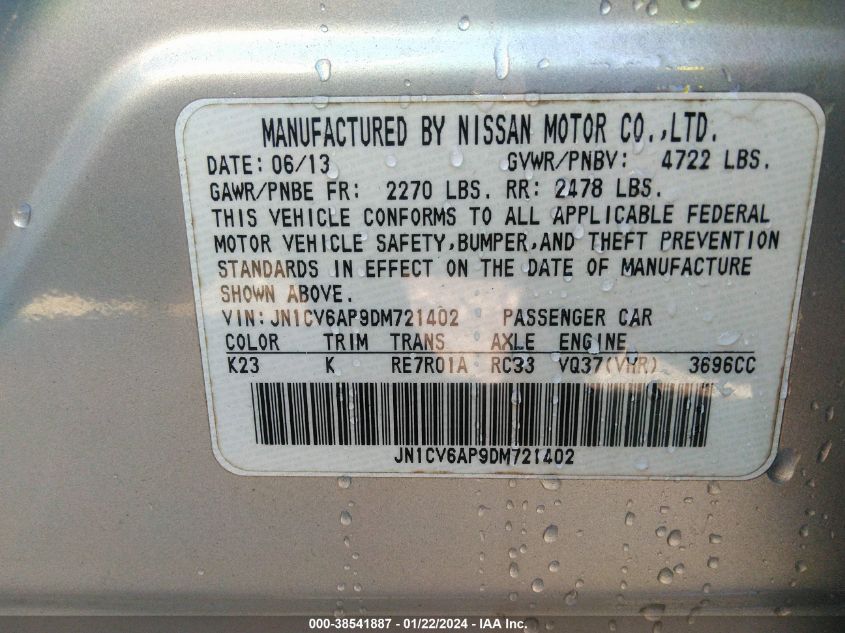 MANUFACTURED BY NISSAN MOTOR CO.,LTD.
DATE: 06/13 GVWR/PNBV: 4722 LBS.
GAWR/PNBE FR: 2270 LBS. RR: 2478 LBS.
THIS VEHICLE CONFORMS TO ALL APPLICABLE FEDERAL
MOTOR VEHICLE SAFETY,BUMPER,AND THEFT PREVENTION
STANDARDS IN EFFECT ON THE DATE OF MANUFACTURE
SHOWN ABOVE.
VIN: JN1CV6AP9DM721402 PASSENGER CAR
COLOR TRIM TRANS AXLE ENGINE
K23 K RE7R01A RC33 VQ37(VHR) 3696CC
JN1CV6AP9DM721402
000-38541887 - 01/22/2024 - IAA Inc.